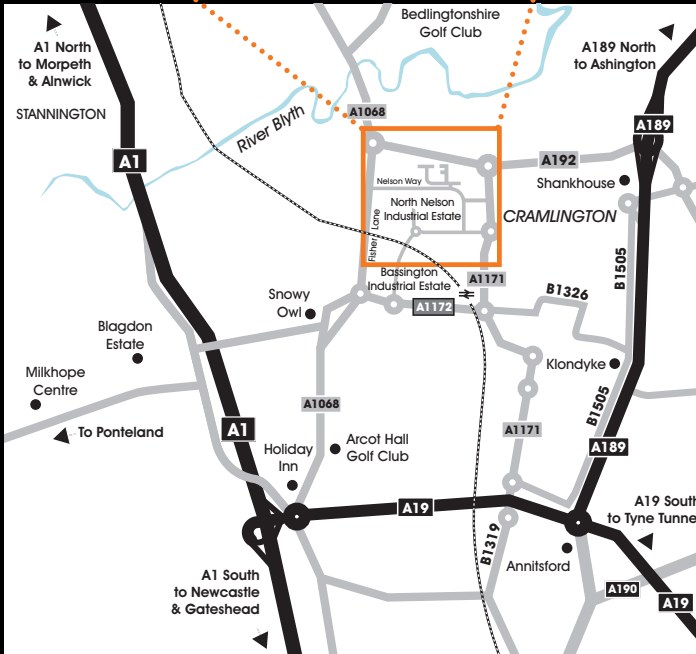 Bedlingtonshire
Golf Club
A1 North
to Morpeth
& Alnwick
A189 North
to Ashington
STANNINGTON
River Blyth
A1068
A189
A1
A192
Nelson Way
Shankhouse
North Nelson
Industrial Estate
CRAMLINGTON
Fisher Lane
Bassington
Industrial Estate
A1171
B1505
B1326
Snowy
Owl
A1172
Blagdon
Estate
Klondyke
Milkhope
Centre
A1068
B1505
To Ponteland
A1
A1171
Arcot Hall
Golf Club
A189
Holiday
Inn
A19
A19 South
to Tyne Tunne
B1319
Annitsford
A1 South
to Newcastle
& Gateshead
A190
A19